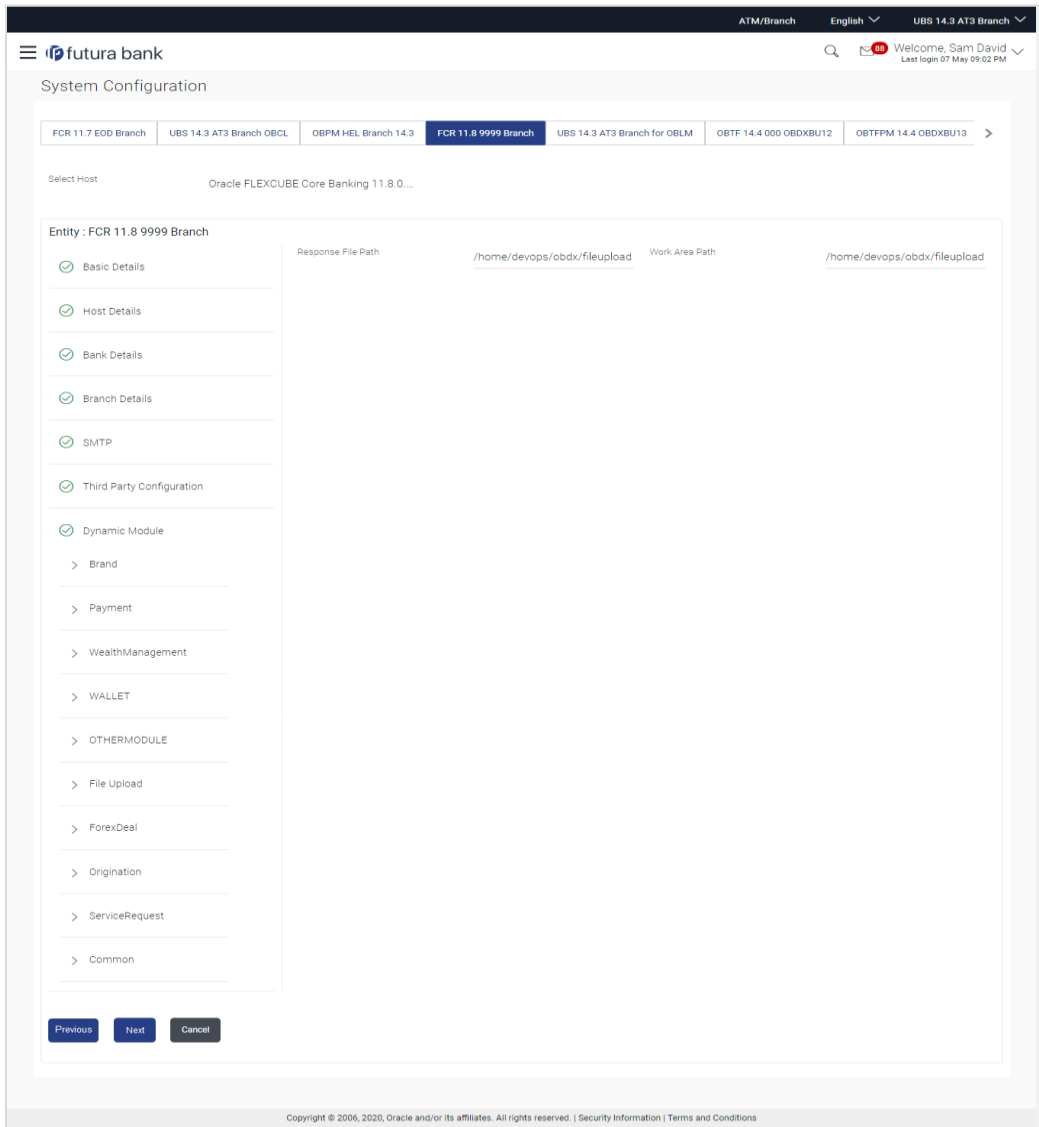 ATM/Branch English UBS 14.3 AT3 Branch
futura bank 88 Welcome, Sam David
Last login 07 May 09:02 PM
System Configuration
FCR 11.7 EOD Branch UBS 14.3 AT3 Branch OBCL OBPM HEL Branch 14.3 FCR 11.8 9999 Branch UBS 14.3 AT3 Branch for OBLM OBTF 14.4 000 OBDXBU12 OBTFPM 14.4 OBDXBU13
Select Host Oracle FLEXCUBE Core Banking 11.8.0....
Entity : FCR 11.8 9999 Branch
Response File Path /home/devops/obdx/fileupload Work Area Path /home/devops/obdx/fileupload
Basic Details
Host Details
Bank Details
Branch Details
SMTP
Third Party Configuration
Dynamic Module
Brand
Payment
WealthManagement
WALLET
OTHERMODULE
File Upload
ForexDeal
Origination
ServiceRequest
Common
Previous Next Cancel
Copyright © 2006, 2020, Oracle and/or its affiliates. All rights reserved. | Security Information | Terms and Conditions